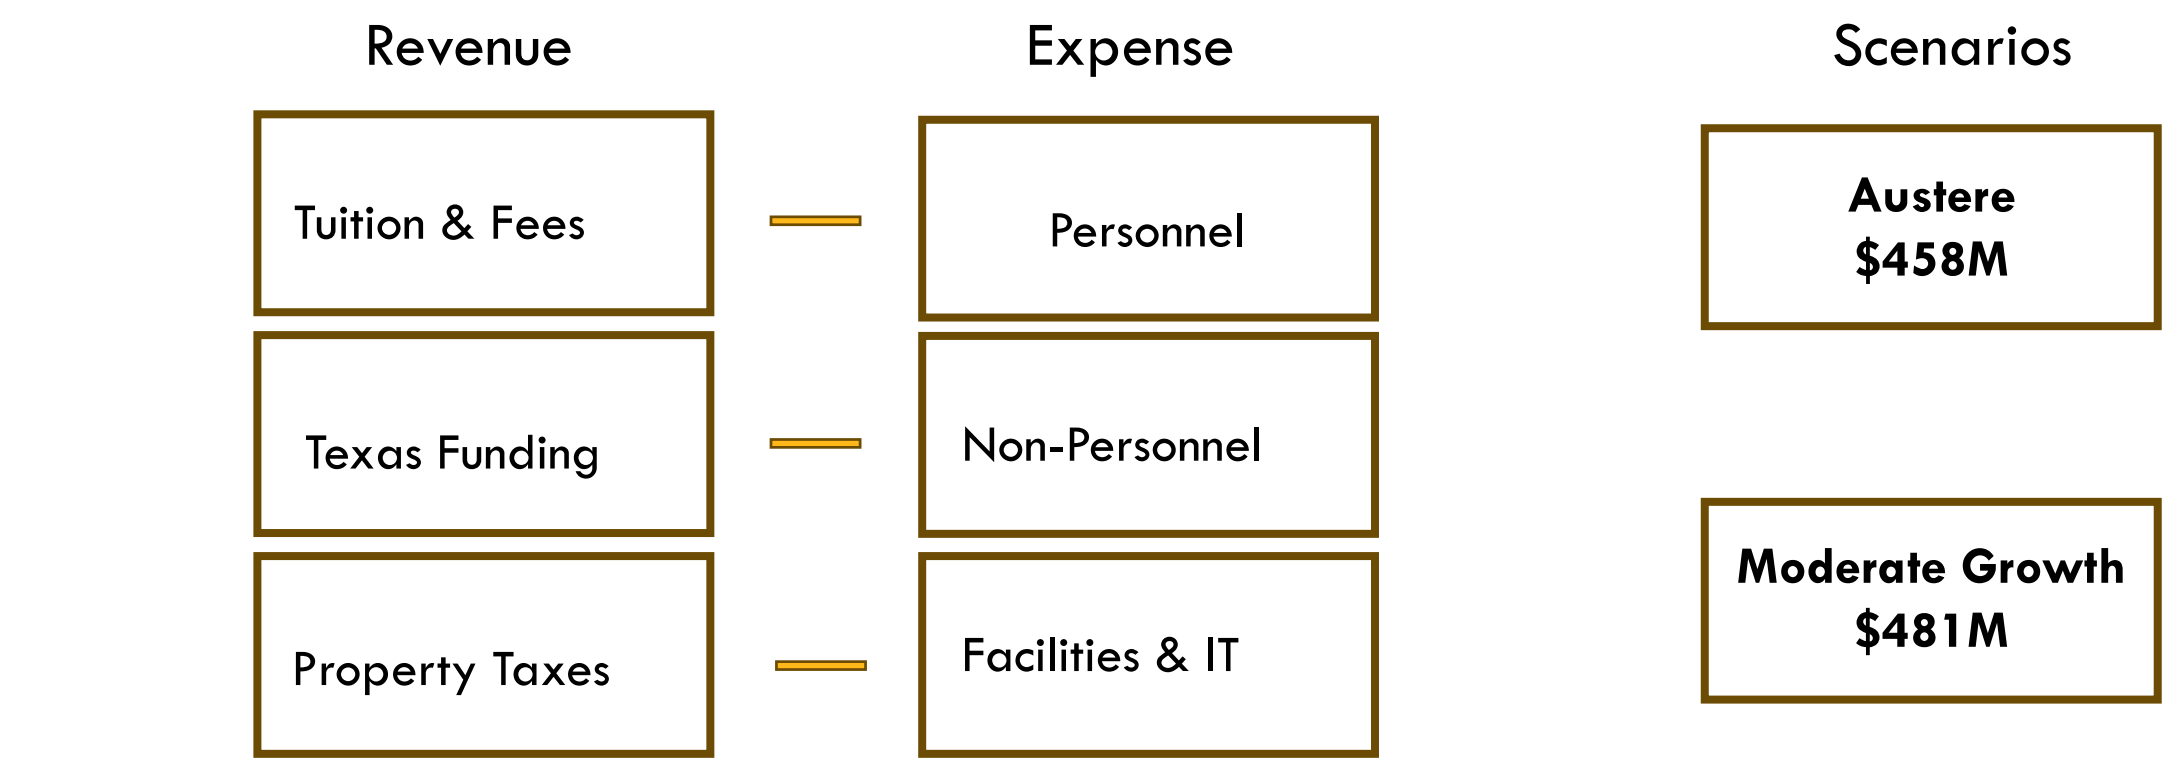 Revenue
Expense
Scenarios
Tuition & Fees
Personnel
Austere
$458M
Texas Funding
Non-Personnel
Moderate Growth
$481M
Property Taxes
Facilities & IT